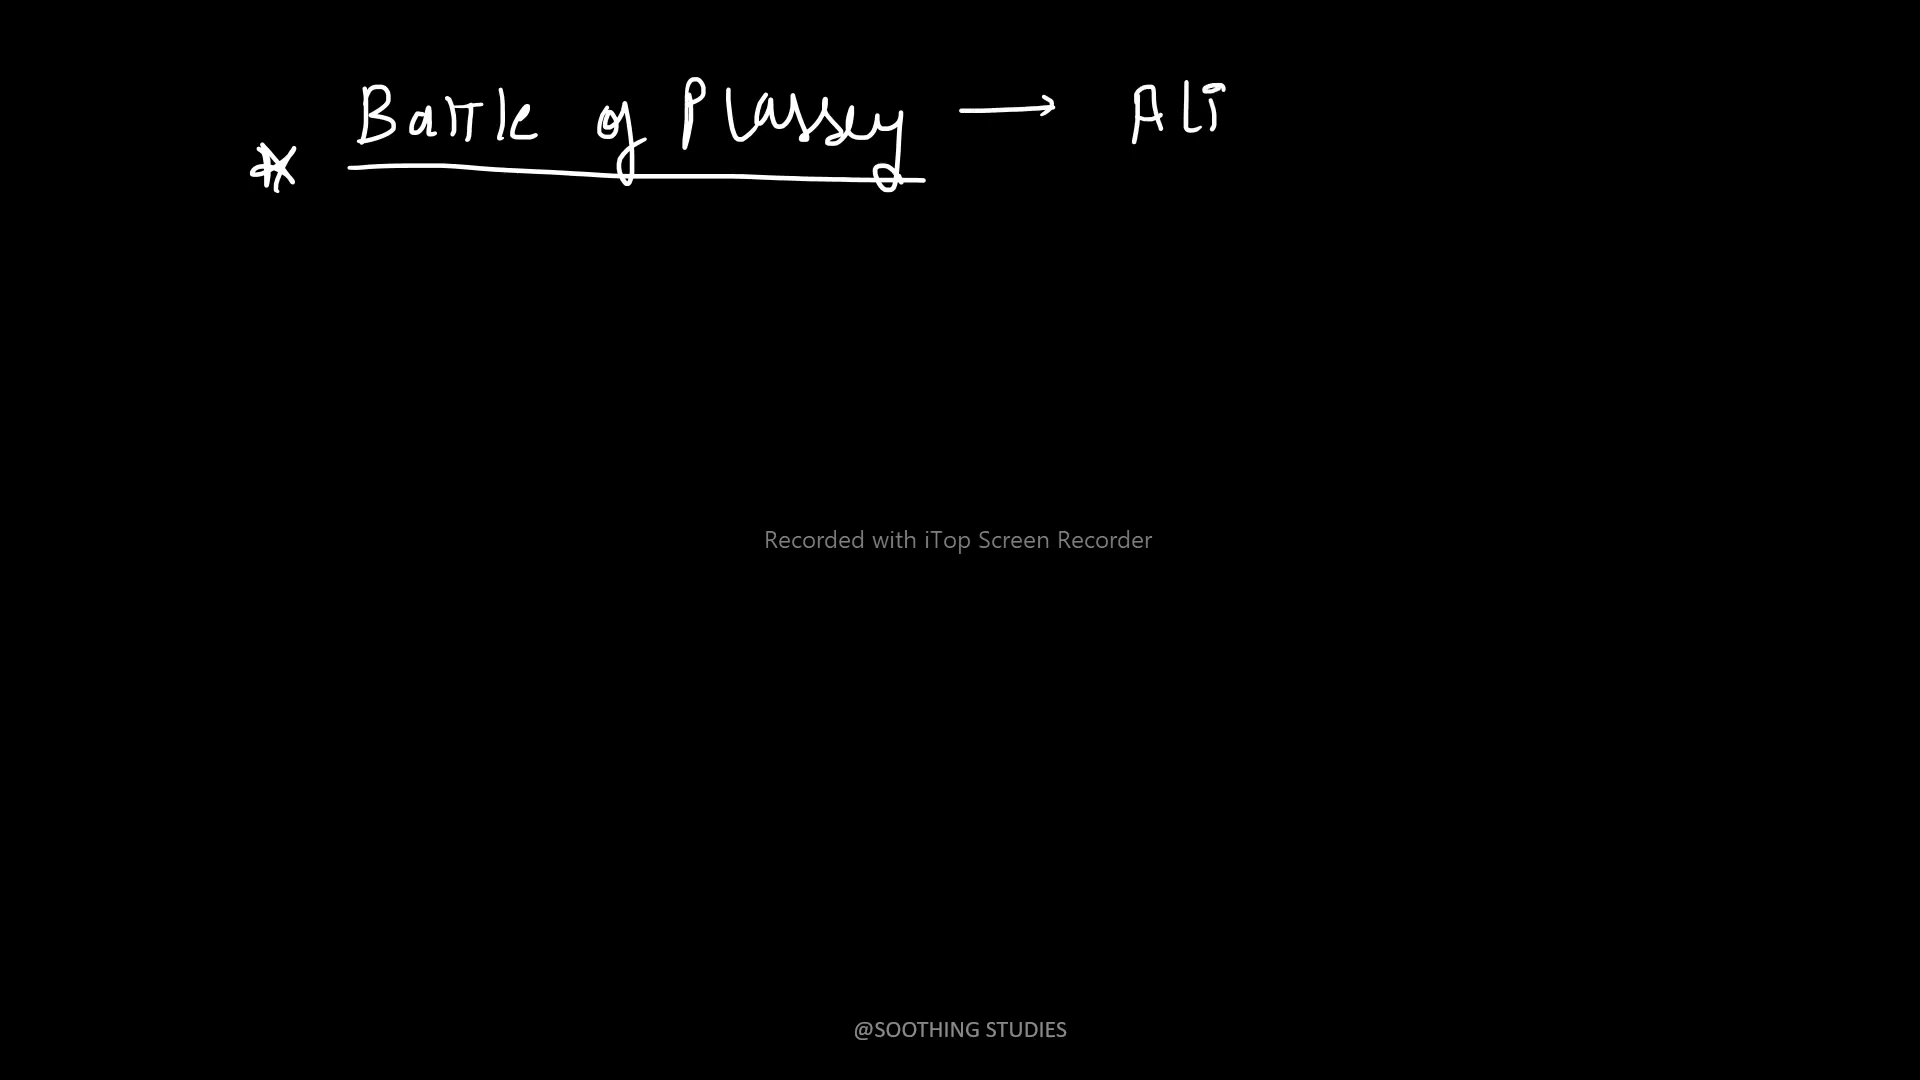 * Battle of Plassey → Ali
Recorded with iTop Screen Recorder
@SOOTHING STUDIES